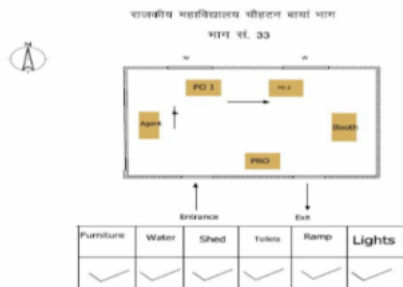 राजकीय महाविद्यालय चौहटन बायां भाग
भाग सं. 33
N
W W
PO 1 PO 2
Agent Booth
PRO
Entrance Exit
Furniture Water Shed Toilets Ramp Lights